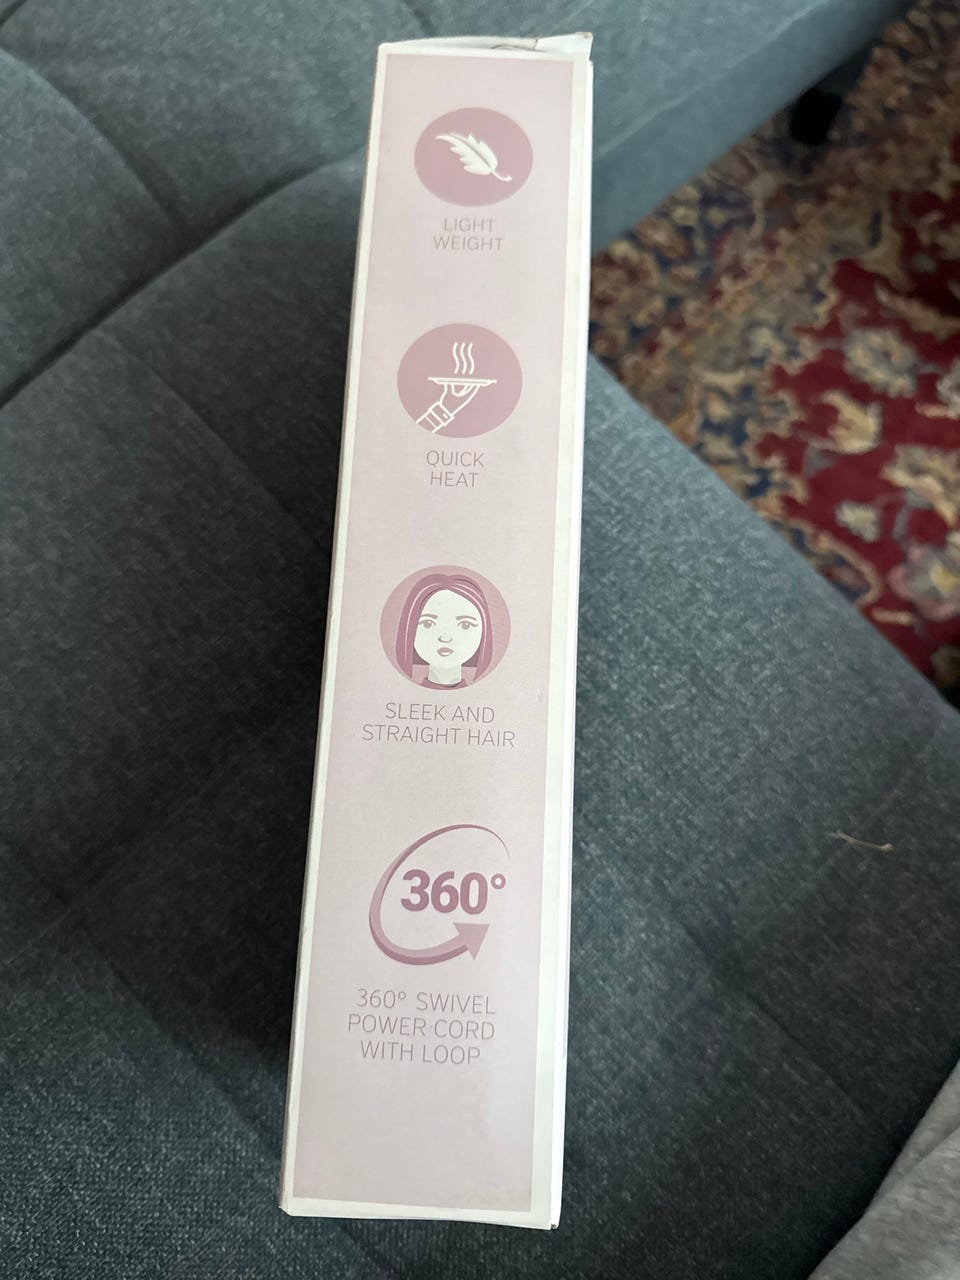 LIGHT
WEIGHT
QUICK
HEAT
SLEEK AND
STRAIGHT HAIR
360°
360° SWIVEL
POWER CORD
WITH LOOP